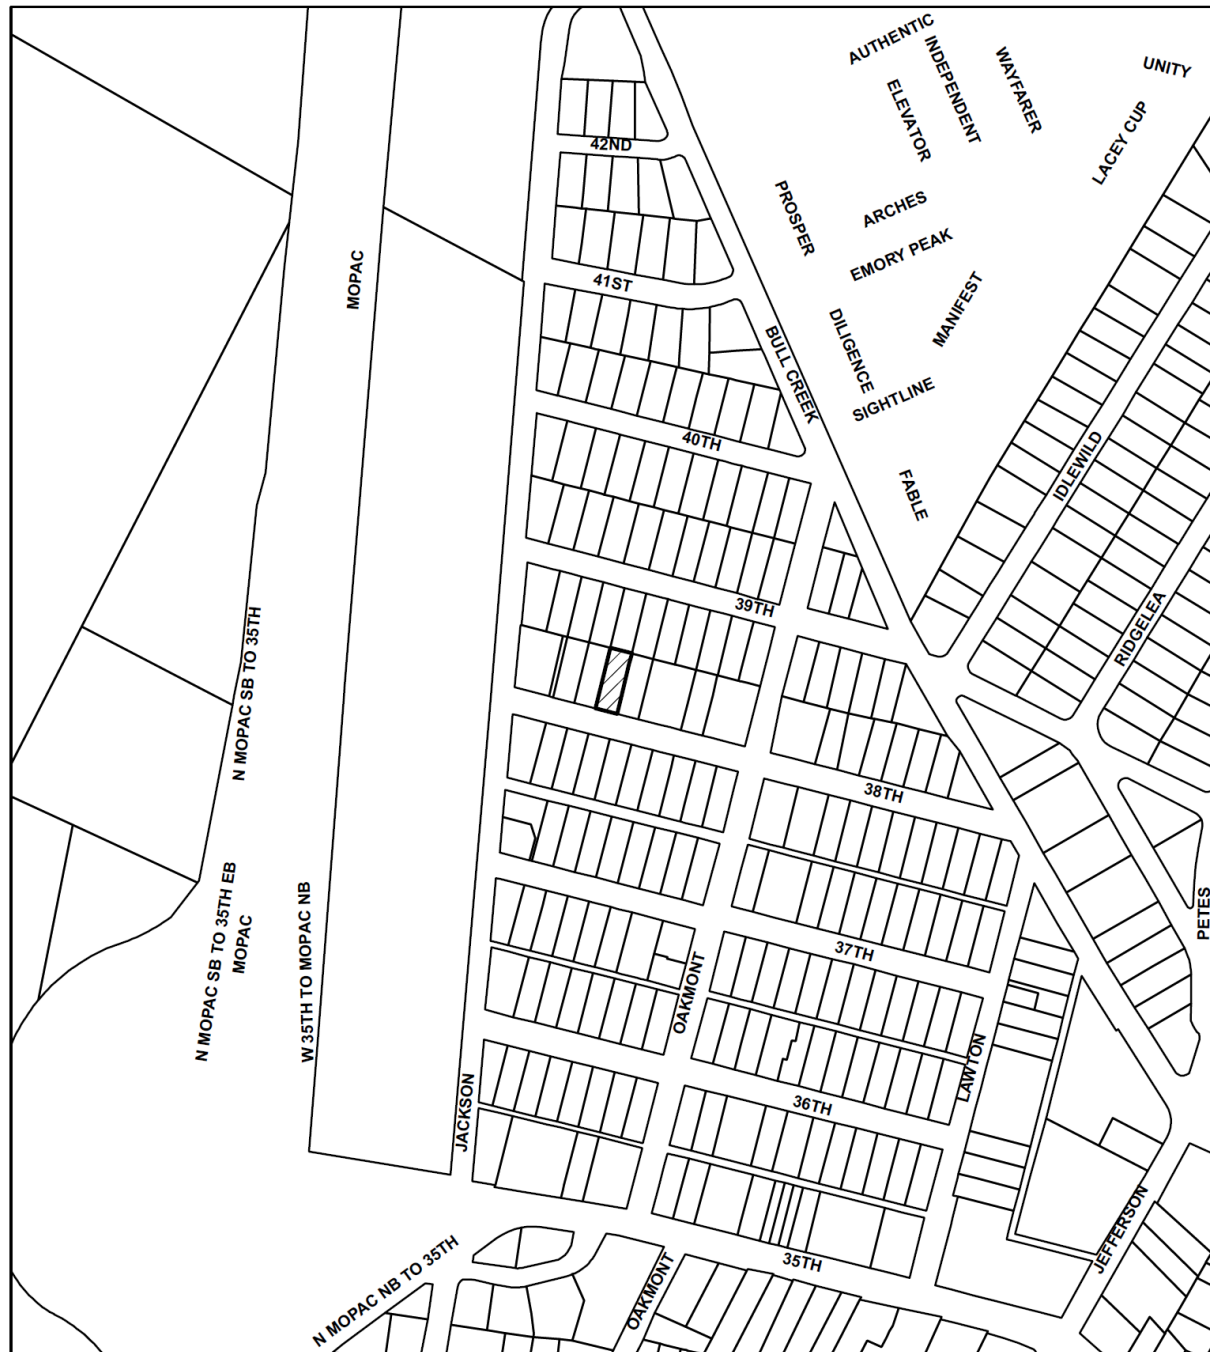 AUTHENTIC
INDEPENDENT
WAYFARER
UNITY
ELEVATOR
LACEY CUP
42ND
PROSPER
ARCHES
EMORY PEAK
MOPAC
41ST
MANIFEST
DILIGENCE
BULL CREEK
SIGHTLINE
40TH
IDLEWILD
FABLE
39TH
RIDGELEA
N MOPAC SB TO 35TH
38TH
N MOPAC SB TO 35TH EB
MOPAC
W 35TH TO MOPAC NB
PETES
37TH
OAKMONT
LAWTON
JACKSON
36TH
JEFFERSON
35TH
N MOPAC NB TO 35TH
OAKMONT